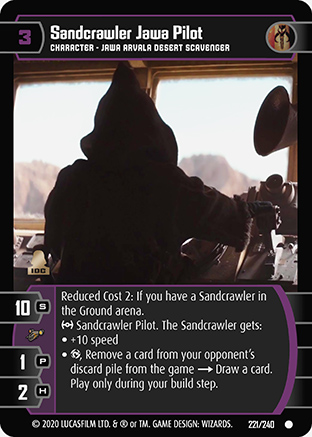 3 Sandcrawler Jawa Pilot
CHARACTER - JAWA ARVALA DESERT SCAVENGER
IDC
10 S
1 P
2 H
Reduced Cost 2: If you have a Sandcrawler in
the Ground arena.
Sandcrawler Pilot. The Sandcrawler gets:
• +10 speed
• , Remove a card from your opponent's
discard pile from the game → Draw a card.
Play only during your build step.
© 2020 LUCASFILM LTD. & ® OR TM. GAME DESIGN: WIZARDS. 221/240